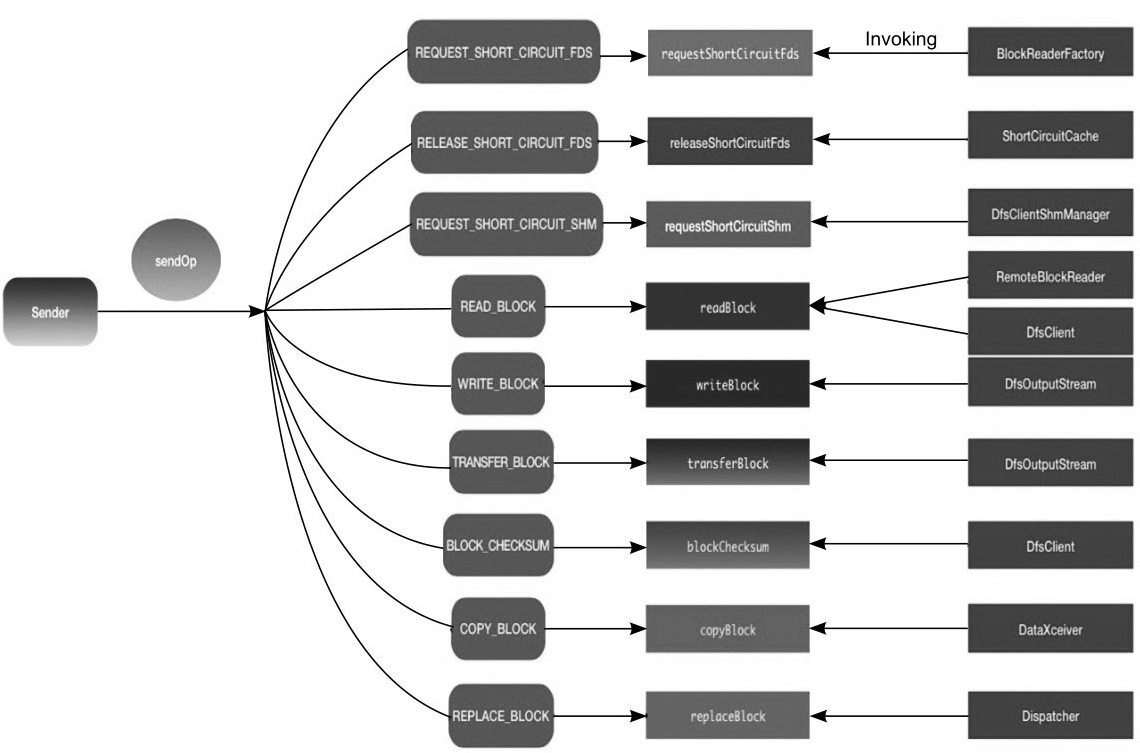 REQUEST_SHORT_CIRCUIT_FDS
requestShortCircuitFds
Invoking
BlockReaderFactory
RELEASE_SHORT_CIRCUIT_FDS
releaseShortCircuitFds
ShortCircuitCache
REQUEST_SHORT_CIRCUIT_SHM
requestShortCircuitShm
DfsClientShmManager
sendOp
Sender
READ_BLOCK
readBlock
RemoteBlockReader
DfsClient
WRITE_BLOCK
writeBlock
DfsOutputStream
TRANSFER_BLOCK
transferBlock
DfsOutputStream
BLOCK_CHECKSUM
blockChecksum
DfsClient
COPY_BLOCK
copyBlock
DataXceiver
REPLACE_BLOCK
replaceBlock
Dispatcher